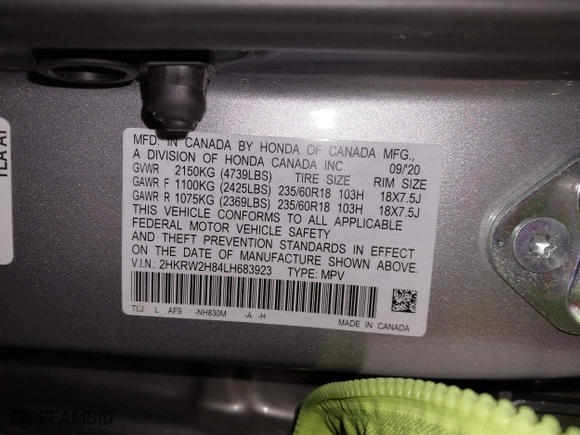 MFD. IN CANADA BY HONDA OF CANADA MFG.,
A DIVISION OF HONDA CANADA INC. 09/20
GVWR 2150KG (4739LBS) TIRE SIZE RIM SIZE
GAWR F 1100KG (2425LBS) 235/60R18 103H 18X7.5J
GAWR R 1075KG (2369LBS) 235/60R18 103H 18X7.5J
THIS VEHICLE CONFORMS TO ALL APPLICABLE
FEDERAL MOTOR VEHICLE SAFETY
AND THEFT PREVENTION STANDARDS IN EFFECT
ON THE DATE OF MANUFACTURE SHOWN ABOVE.
V.I.N.: 2HKRW2H84LH683923 TYPE: MPV
TLJ L AF9 -NH830M -A -H
MADE IN CANADA
TLA A1
DREAMBID